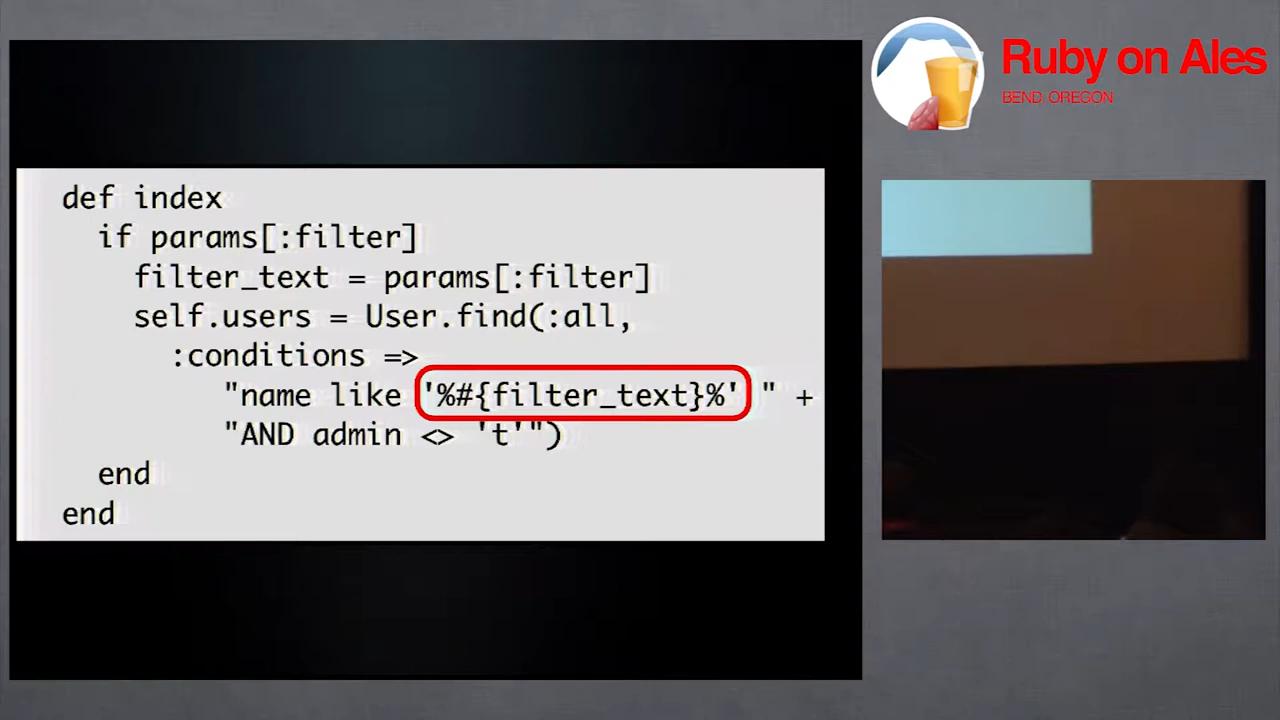 Ruby on Ales
BEND, OREGON
def index
if params[:filter]
filter_text = params[:filter]
self.users = User.find(:all,
:conditions =>
"name like '%#{filter_text}%' " +
"AND admin <> 't'")
end
end